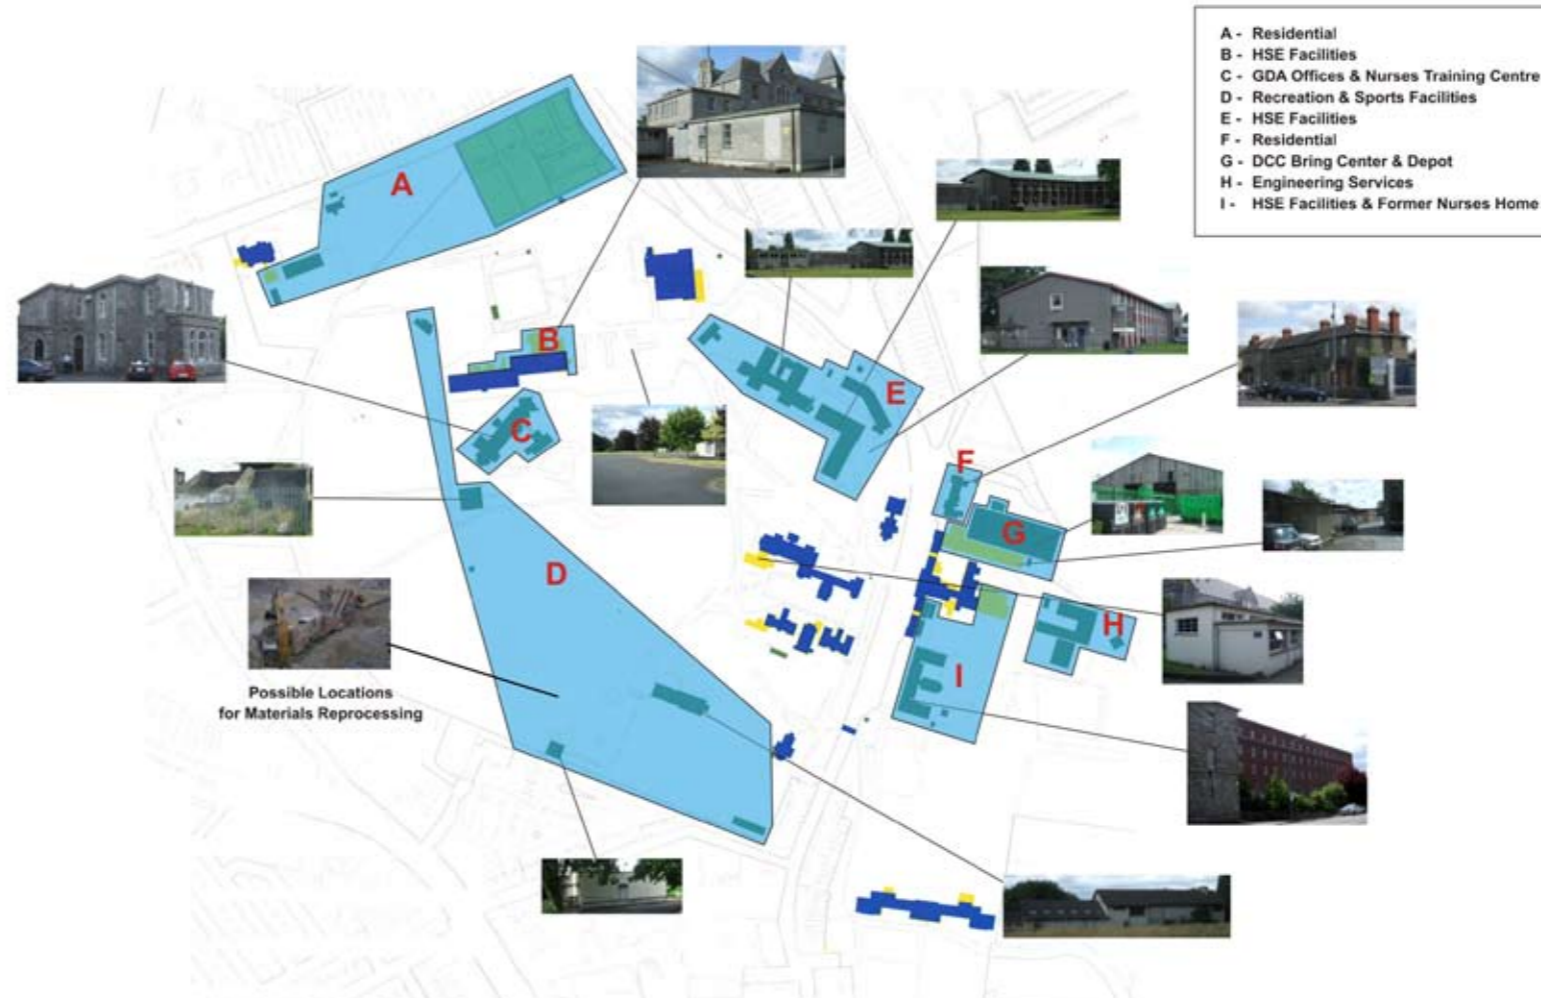 A - Residential
B - HSE Facilities
C - GDA Offices & Nurses Training Centre
D - Recreation & Sports Facilities
E - HSE Facilities
F - Residential
G - DCC Bring Center & Depot
H - Engineering Services
I - HSE Facilities & Former Nurses Home
A
B
C
E
F
G
D
H
I
Possible Locations
for Materials Reprocessing